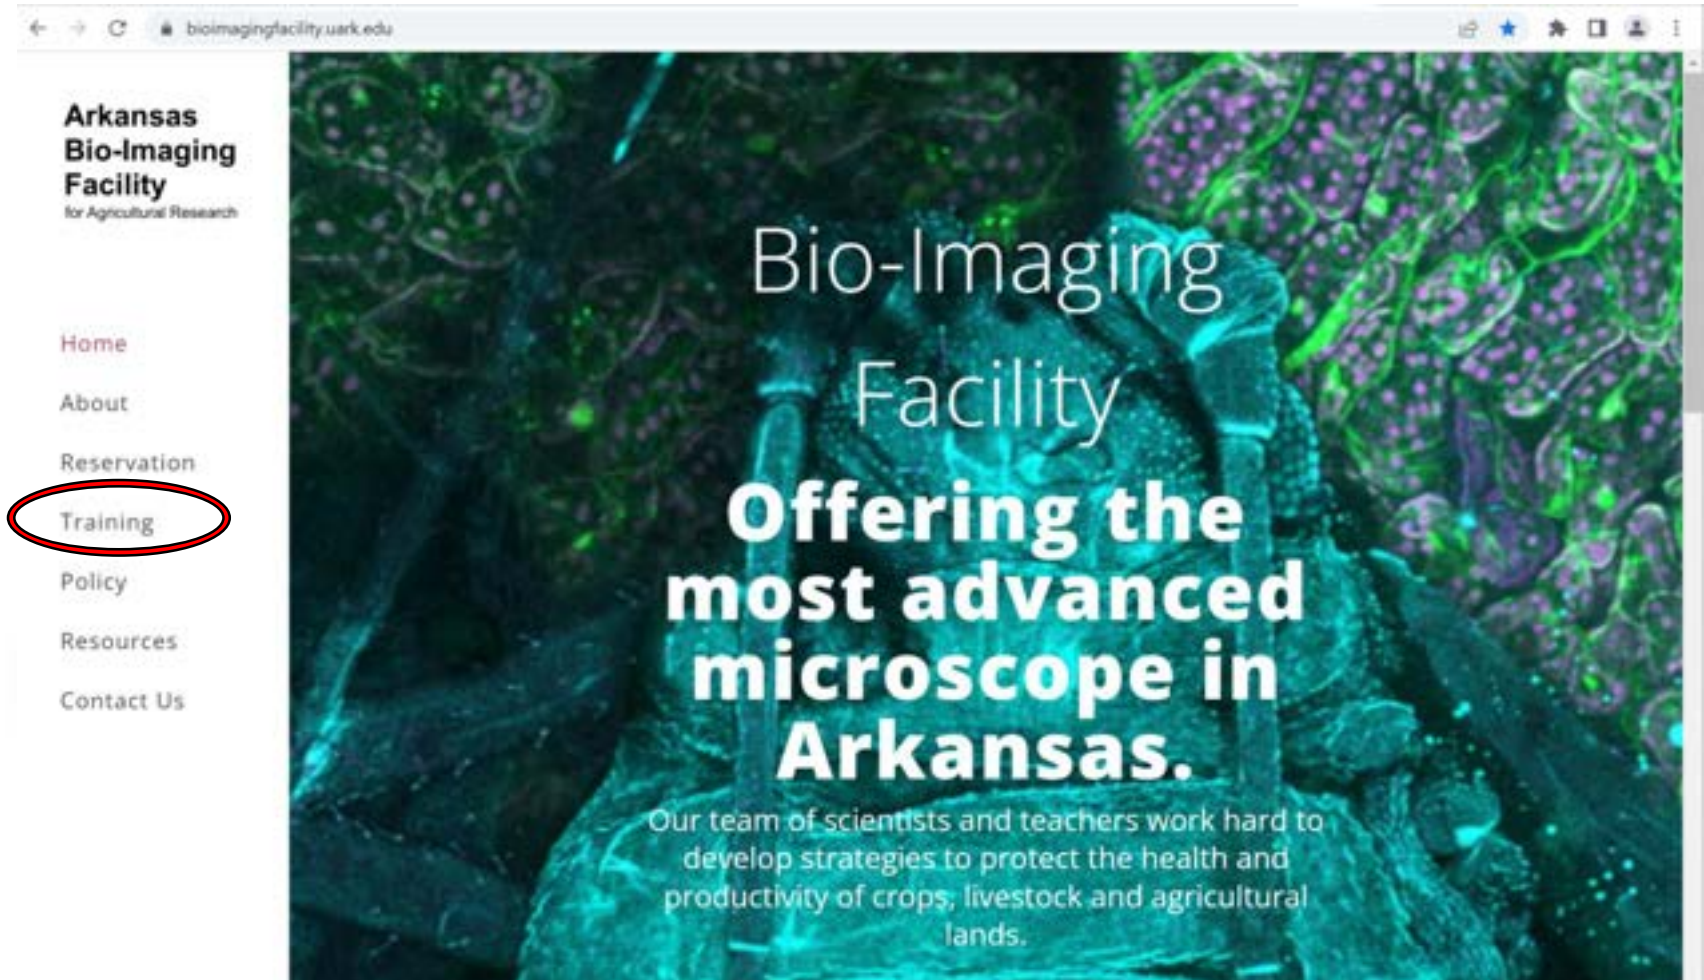 bioimagingfacility.uark.edu
Arkansas
Bio-Imaging
Facility
for Agricultural Research
Home
About
Reservation
Training
Policy
Resources
Contact Us
Bio-Imaging
Facility
Offering the
most advanced
microscope in
Arkansas.
Our team of scientists and teachers work hard to
develop strategies to protect the health and
productivity of crops, livestock and agricultural
lands.